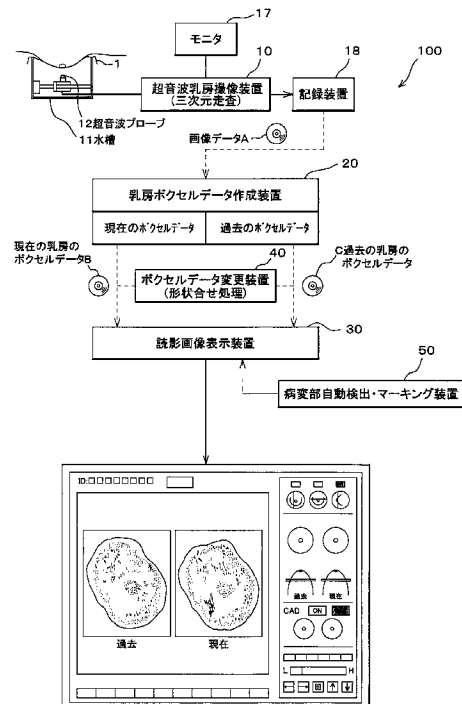 17
モニタ
10
18
100
1
超音波乳房撮像装置
(三次元走査)
記録装置
12超音波プローブ
11水槽
画像データA
20
乳房ボクセルデータ作成装置
現在のボクセルデータ
過去のボクセルデータ
現在の乳房の
ボクセルデータB
40
C過去の乳房の
ボクセルデータ
ボクセルデータ変更装置
(形状合せ処理)
30
読影画像表示装置
50
病変部自動検出・マーキング装置
ID:
過去
現在
過去
現在
CAD
ON
L
H